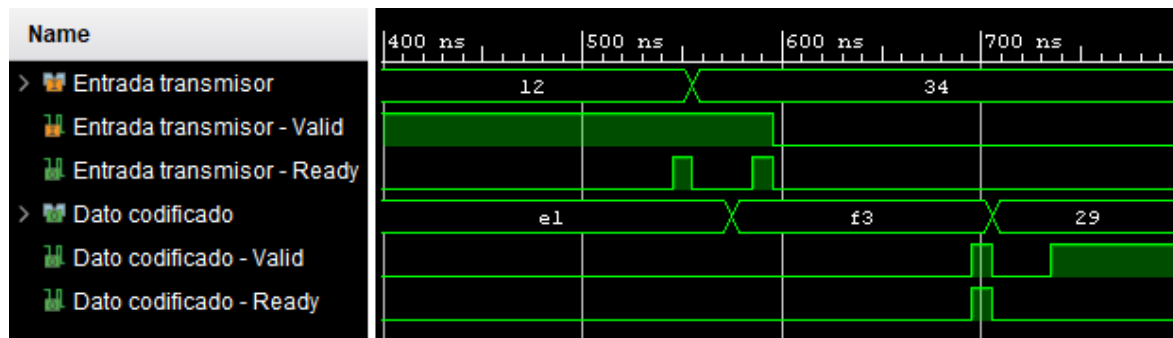 Name
400 ns 500 ns 600 ns 700 ns
Entrada transmisor 12 34
Entrada transmisor - Valid
Entrada transmisor - Ready
Dato codificado e1 f3 29
Dato codificado - Valid
Dato codificado - Ready